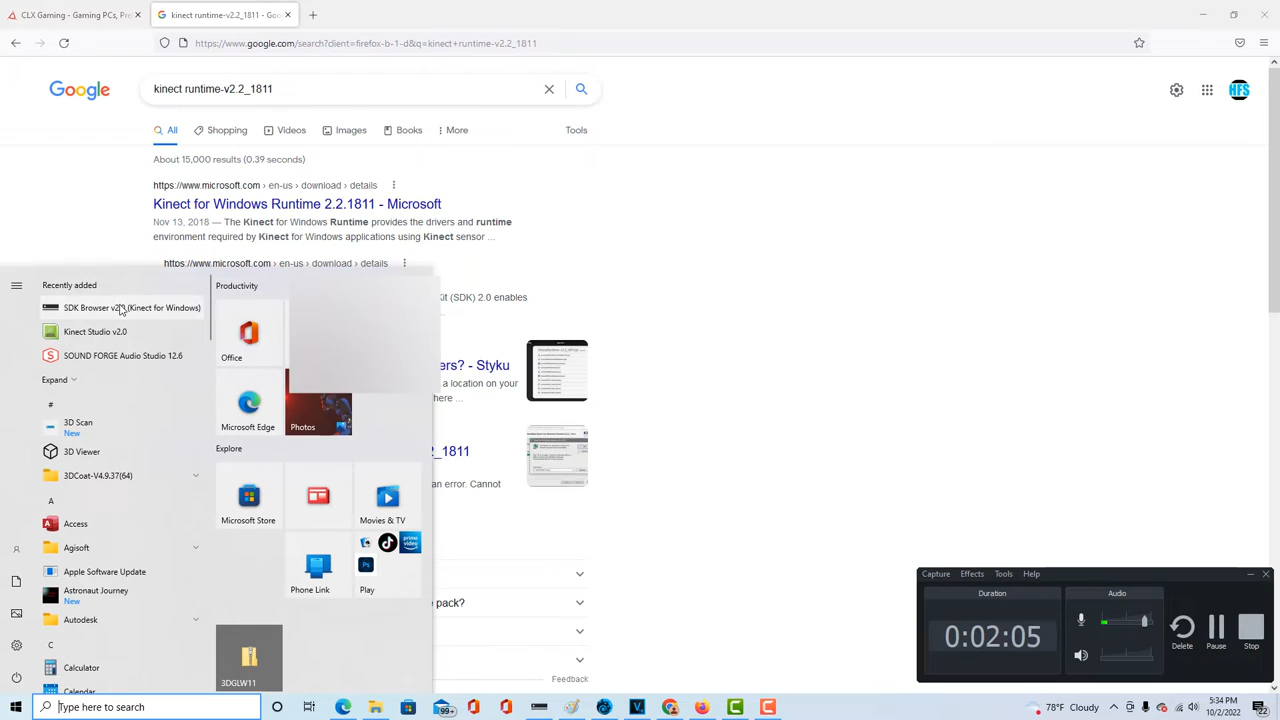 CLX Gaming - Gaming PCs, Pre
kinect runtime-v2.2_1811 - Goo
https://www.google.com/search?client=firefox-b-1-d&q=kinect+runtime-v2.2_1811
Google
kinect runtime-v2.2_1811
HFS
All
Shopping
Videos
Images
Books
More
Tools
About 15,000 results (0.39 seconds)
https://www.microsoft.com › en-us › download › details
Kinect for Windows Runtime 2.2.1811 - Microsoft
Nov 13, 2018 — The Kinect for Windows Runtime provides the drivers and runtime
environment required by Kinect for Windows applications using Kinect sensor ...
https://www.microsoft.com › en-us › download › details
Kit (SDK) 2.0 enables
ers? - Styku
a location on your
here ...
_1811
an error. Cannot
e pack?
Feedback
Recently added
SDK Browser v2.0 (Kinect for Windows)
Kinect Studio v2.0
SOUND FORGE Audio Studio 12.6
Expand
#
3D Scan
New
3D Viewer
3DCoat-V4.9.37(64)
A
Access
Agisoft
Apple Software Update
Astronaut Journey
New
Autodesk
C
Calculator
Calendar
Productivity
Office
Microsoft Edge
Photos
Explore
Microsoft Store
Movies & TV
Phone Link
prime video
Ps
Play
3DGLW11
Capture
Effects
Tools
Help
Duration
Audio
0:02:05
Delete
Pause
Stop
Type here to search
99+
78°F Cloudy
5:34 PM
10/2/2022
22